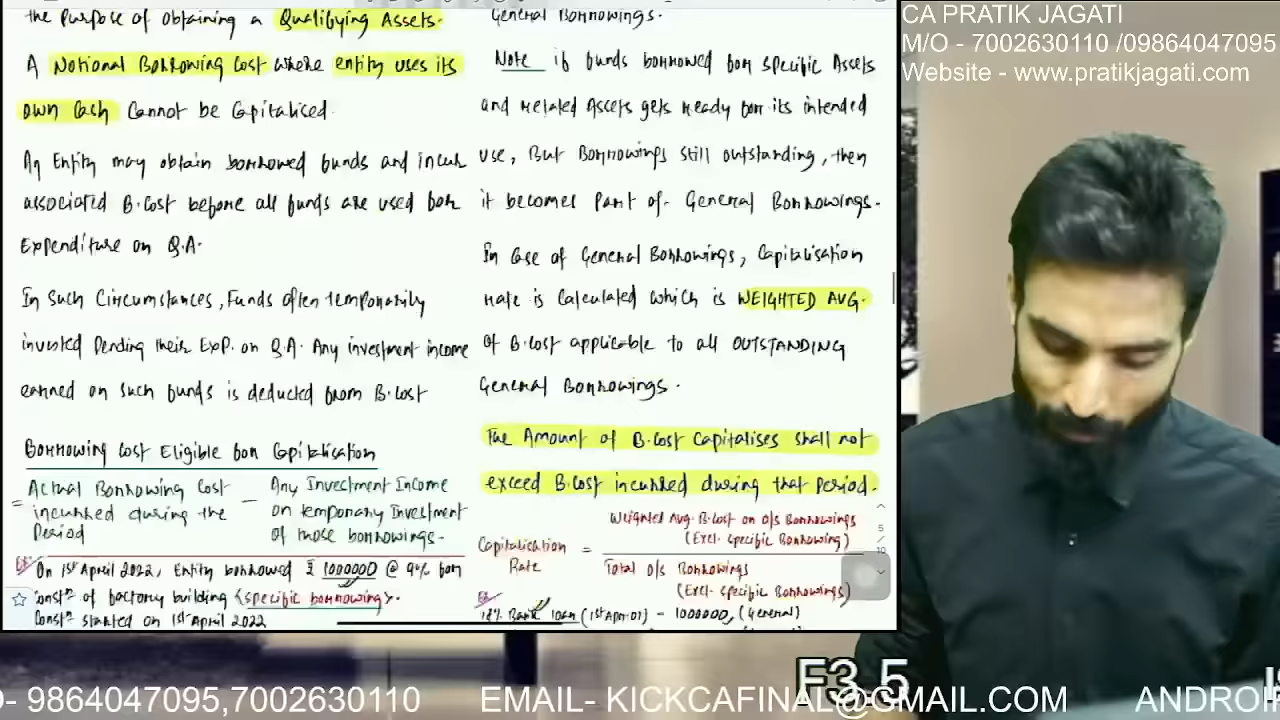 the Purpose of obtaining a Qualifying Assets.
A Notional Borrowing Cost where entity uses its
own Cash Cannot be Capitalised.
An Entity may obtain borrowed funds and incur
associated B.Cost before all funds are used for
Expenditure on Q.A.
In Such Circumstances, Funds often temporarily
invested Pending their Exp. on Q.A. Any investment income
earned on such funds is deducted from B.Cost
Borrowing Cost Eligible for Capitalisation
= Actual Borrowing Cost incurred during the Period — Any Investment Income on temporary Investment of those borrowings.
On 1st April 2022, Entity borrowed ₹ 1000000 @ 9% for
Const" of factory building (Specific borrowing).
Const" started on 1st April 2022
General Borrowings.
Note if funds borrowed for specific Assets
and related Assets gets ready for its intended
use, But Borrowings still outstanding, then
it becomes Part of General Borrowings.
In Case of General Borrowings, Capitalisation
rate is Calculated which is WEIGHTED AVG.
of B.Cost applicable to all OUTSTANDING
General Borrowings.
The Amount of B.Cost Capitalises shall not
exceed B.Cost incurred during that Period.
Capitalisation Rate =
Weighted Avg. B.Cost on o/s Borrowings
(Excl. specific Borrowing)
Total o/s Borrowings
(Excl. specific Borrowings)
Bank loan (1st Apr. 01) - 1000000, (General)
5
10
CA PRATIK JAGATI
M/O - 7002630110 /09864047095
Website - www.pratikjagati.com
F3.5
O- 9864047095,7002630110 EMAIL- KICKCAFINAL@GMAIL.COM ANDROI